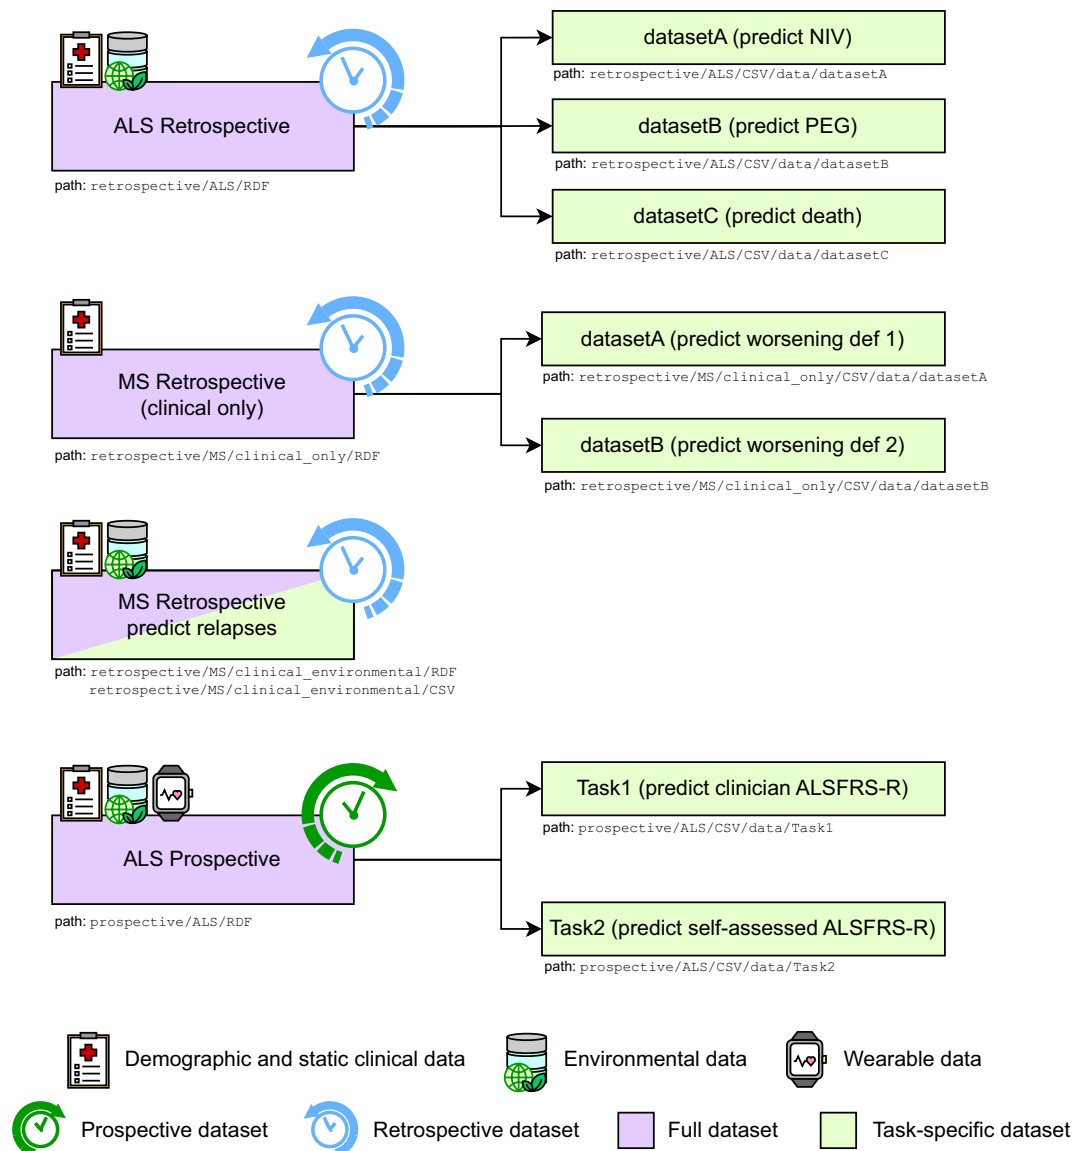 datasetA (predict NIV)
path: retrospective/ALS/CSV/data/datasetA
ALS Retrospective
path: retrospective/ALS/RDF
datasetB (predict PEG)
path: retrospective/ALS/CSV/data/datasetB
datasetC (predict death)
path: retrospective/ALS/CSV/data/datasetC
MS Retrospective
(clinical only)
path: retrospective/MS/clinical_only/RDF
datasetA (predict worsening def 1)
path: retrospective/MS/clinical_only/CSV/data/datasetA
datasetB (predict worsening def 2)
path: retrospective/MS/clinical_only/CSV/data/datasetB
MS Retrospective
predict relapses
path: retrospective/MS/clinical_environmental/RDF
retrospective/MS/clinical_environmental/CSV
ALS Prospective
path: prospective/ALS/RDF
Task1 (predict clinician ALSFRS-R)
path: prospective/ALS/CSV/data/Task1
Task2 (predict self-assessed ALSFRS-R)
path: prospective/ALS/CSV/data/Task2
Demographic and static clinical data
Environmental data
Wearable data
Prospective dataset
Retrospective dataset
Full dataset
Task-specific dataset